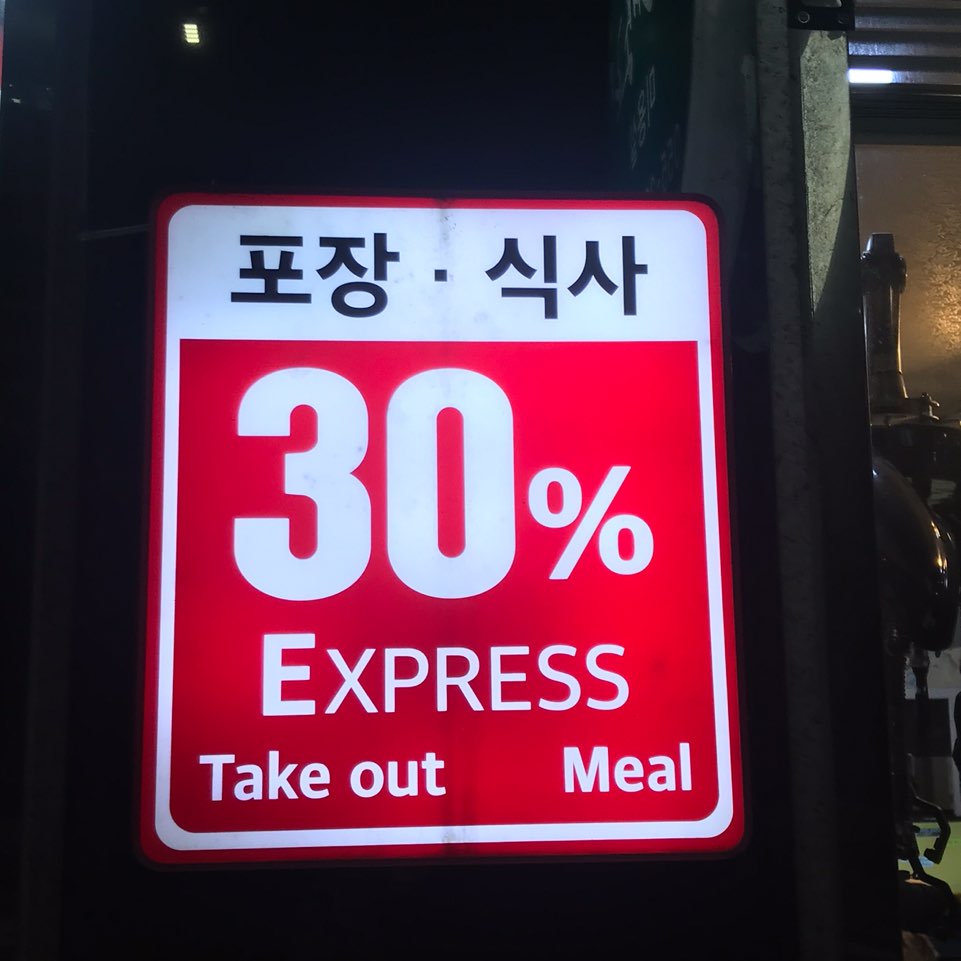 포장 · 식사
30%
EXPRESS
Take out Meal